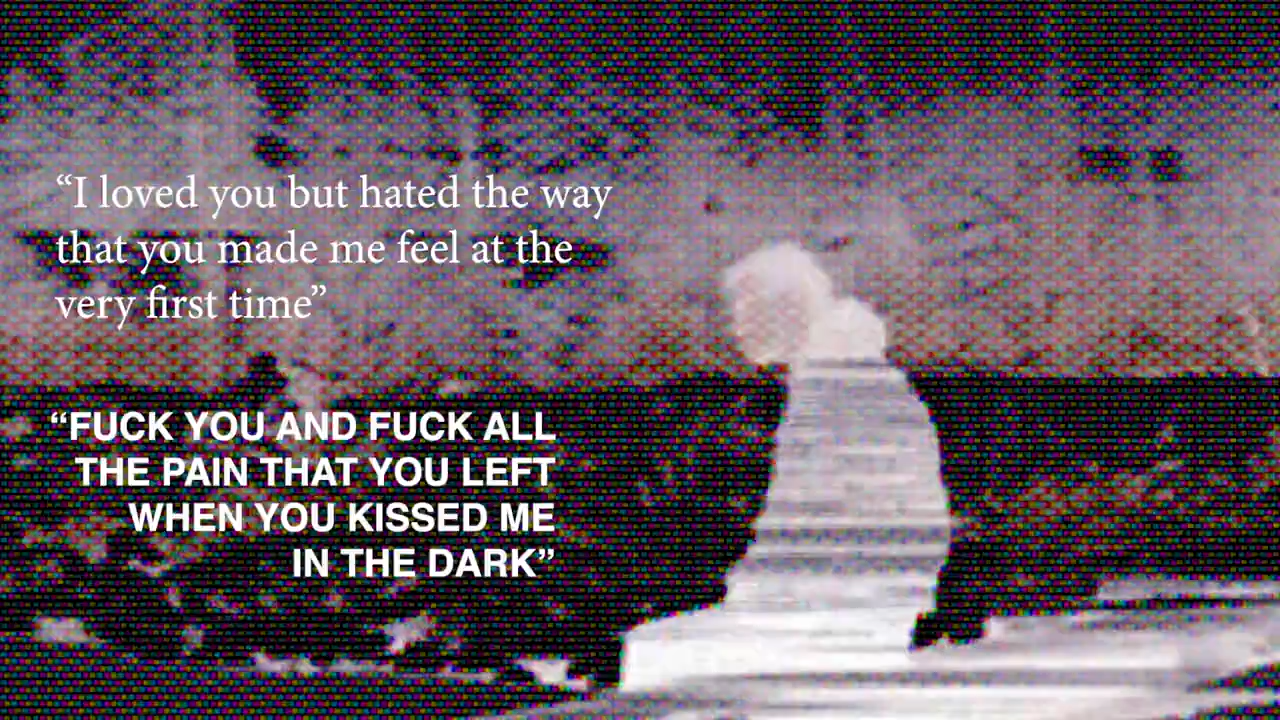 “I loved you but hated the way
that you made me feel at the
very first time”
“FUCK YOU AND FUCK ALL
THE PAIN THAT YOU LEFT
WHEN YOU KISSED ME
IN THE DARK”